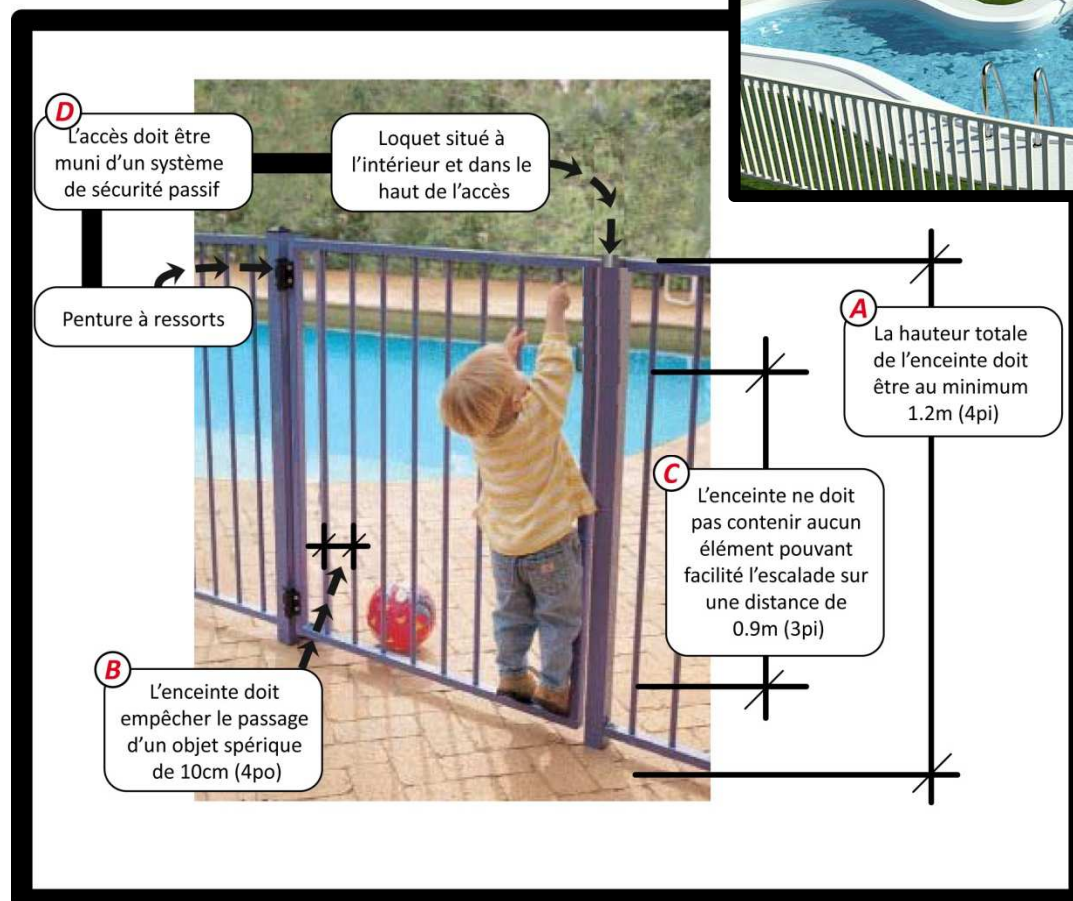 D
L'accès doit être
muni d'un système
de sécurité passif
Loquet situé à
l'intérieur et dans le
haut de l'accès
Penture à ressorts
A
La hauteur totale
de l'enceinte doit
être au minimum
1.2m (4pi)
C
L'enceinte ne doit
pas contenir aucun
élément pouvant
facilité l'escalade sur
une distance de
0.9m (3pi)
B
L'enceinte doit
empêcher le passage
d'un objet spérique
de 10cm (4po)